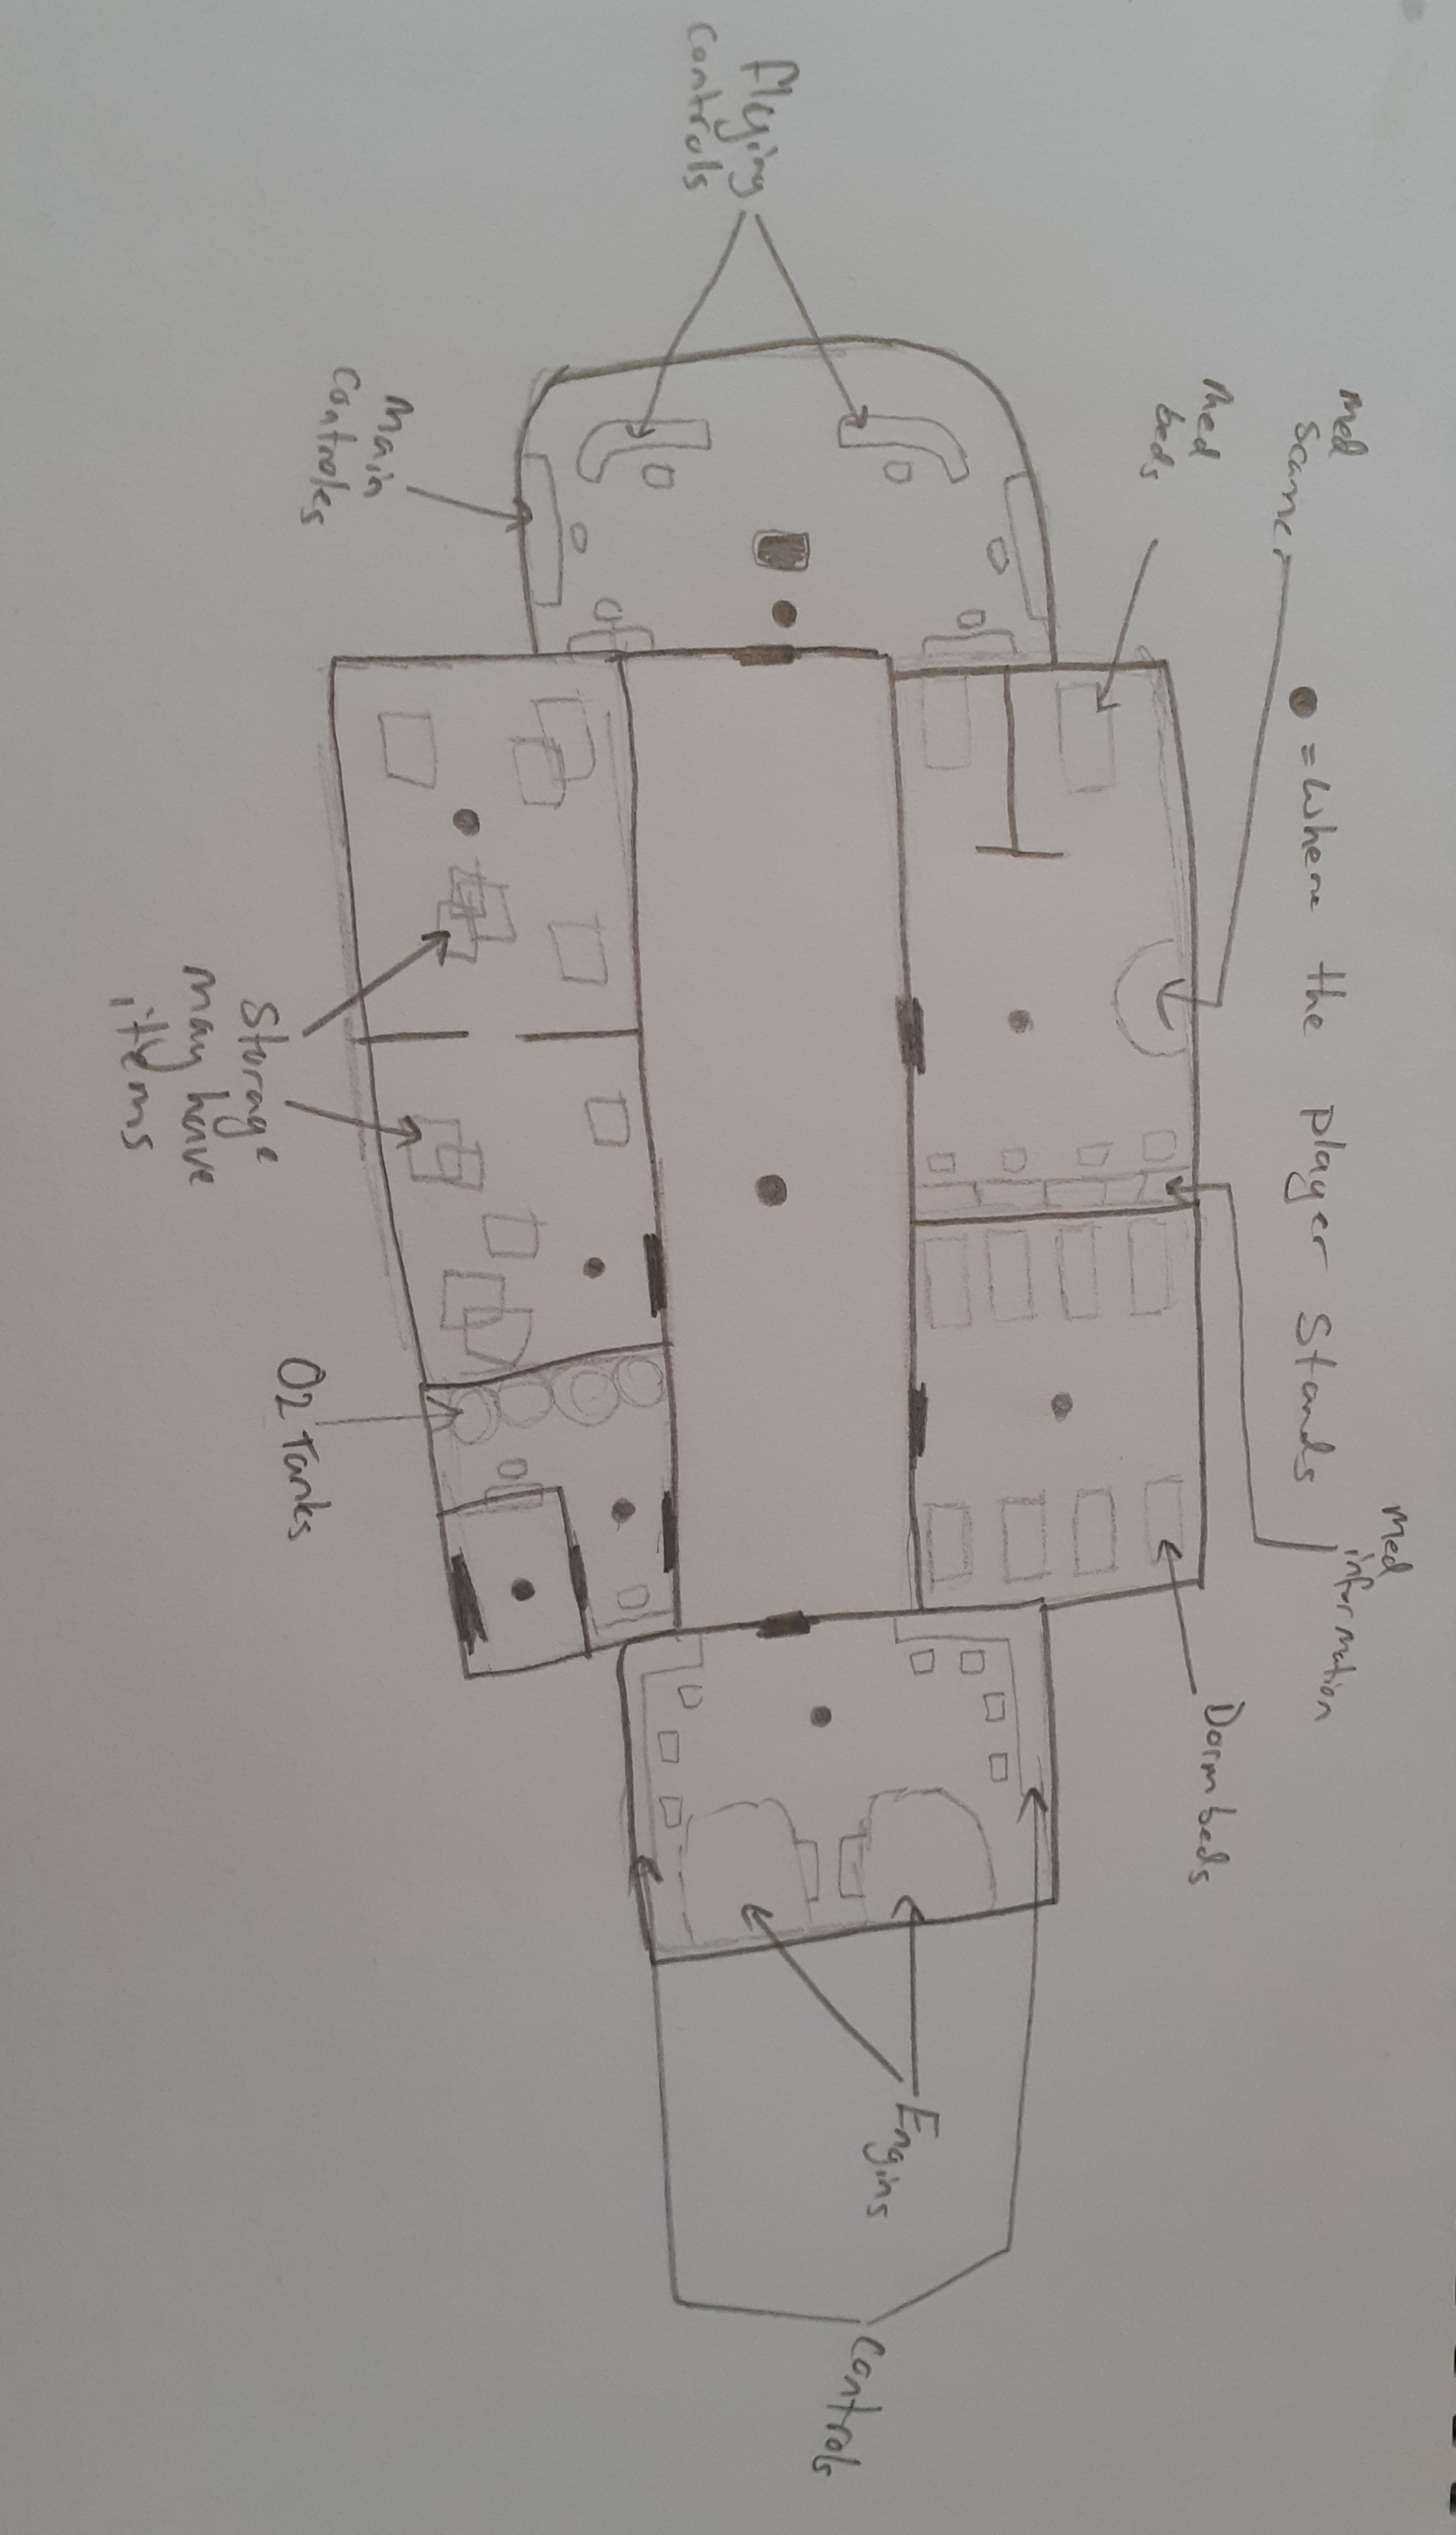 Med
Scanner
= Where the player Stands
Med
information
Med
beds
Dorm beds
Engins
Controls
flying
Controls
Main
Controles
Storage
may have
items
O2 Tanks